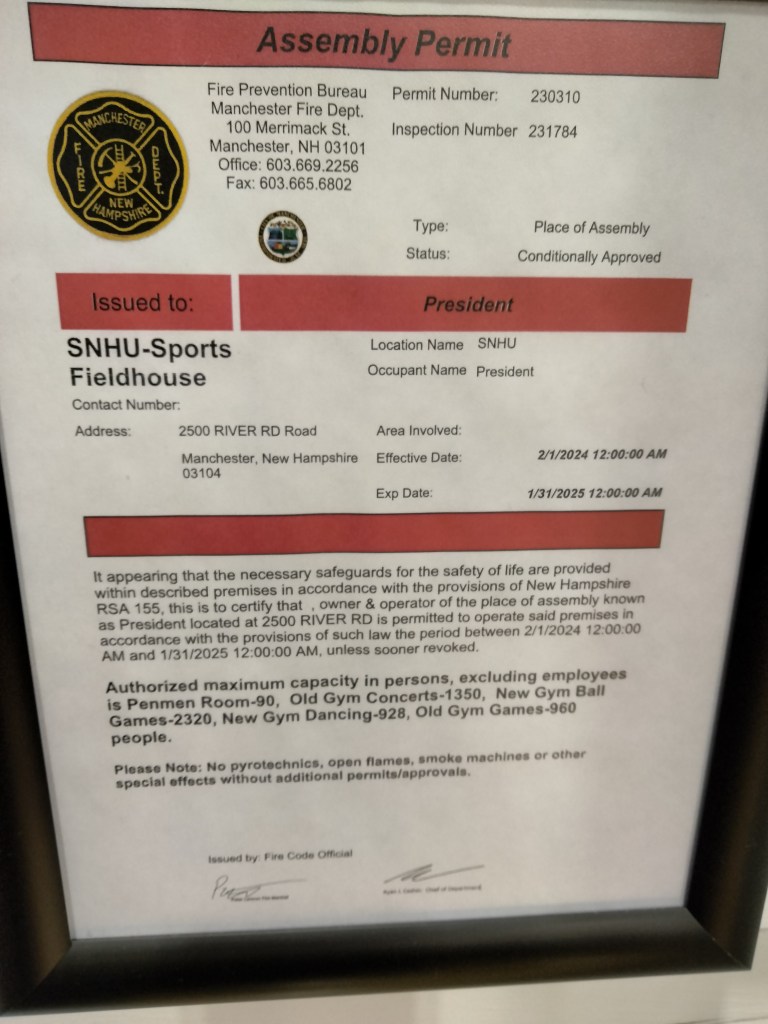 Assembly Permit
MANCHESTER
FIRE
DEPT.
NEW
HAMPSHIRE
Fire Prevention Bureau
Manchester Fire Dept.
100 Merrimack St.
Manchester, NH 03101
Office: 603.669.2256
Fax: 603.665.6802
Permit Number: 230310
Inspection Number 231784
Type: Place of Assembly
Status: Conditionally Approved
Issued to: President
SNHU-Sports
Fieldhouse
Location Name SNHU
Occupant Name President
Contact Number:
Address: 2500 RIVER RD Road
Manchester, New Hampshire
03104
Area Involved:
Effective Date: 2/1/2024 12:00:00 AM
Exp Date: 1/31/2025 12:00:00 AM
It appearing that the necessary safeguards for the safety of life are provided
within described premises in accordance with the provisions of New Hampshire
RSA 155, this is to certify that , owner & operator of the place of assembly known
as President located at 2500 RIVER RD is permitted to operate said premises in
accordance with the provisions of such law the period between 2/1/2024 12:00:00
AM and 1/31/2025 12:00:00 AM, unless sooner revoked.
Authorized maximum capacity in persons, excluding employees
is Penmen Room-90, Old Gym Concerts-1350, New Gym Ball
Games-2320, New Gym Dancing-928, Old Gym Games-960
people.
Please Note: No pyrotechnics, open flames, smoke machines or other
special effects without additional permits/approvals.
Issued by: Fire Code Official
Chief of Department